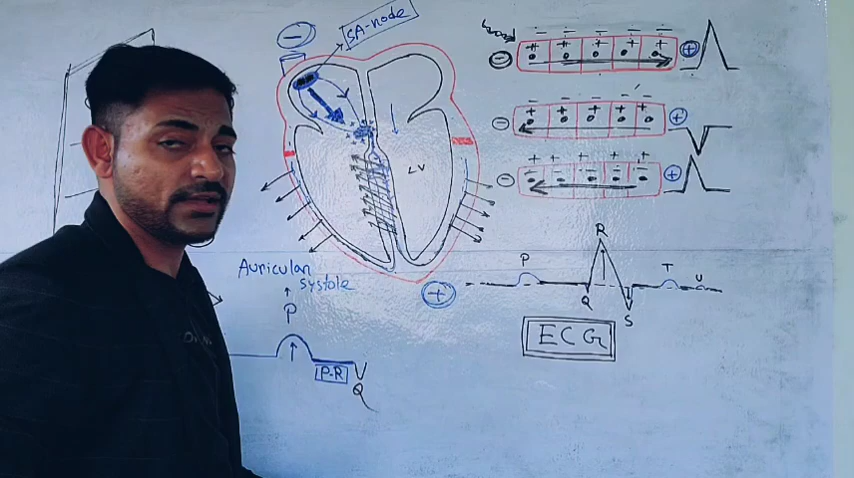 SA-node
LV
Auricular
systole
P
P-R
Q
P
R
Q
S
T
U
ECG